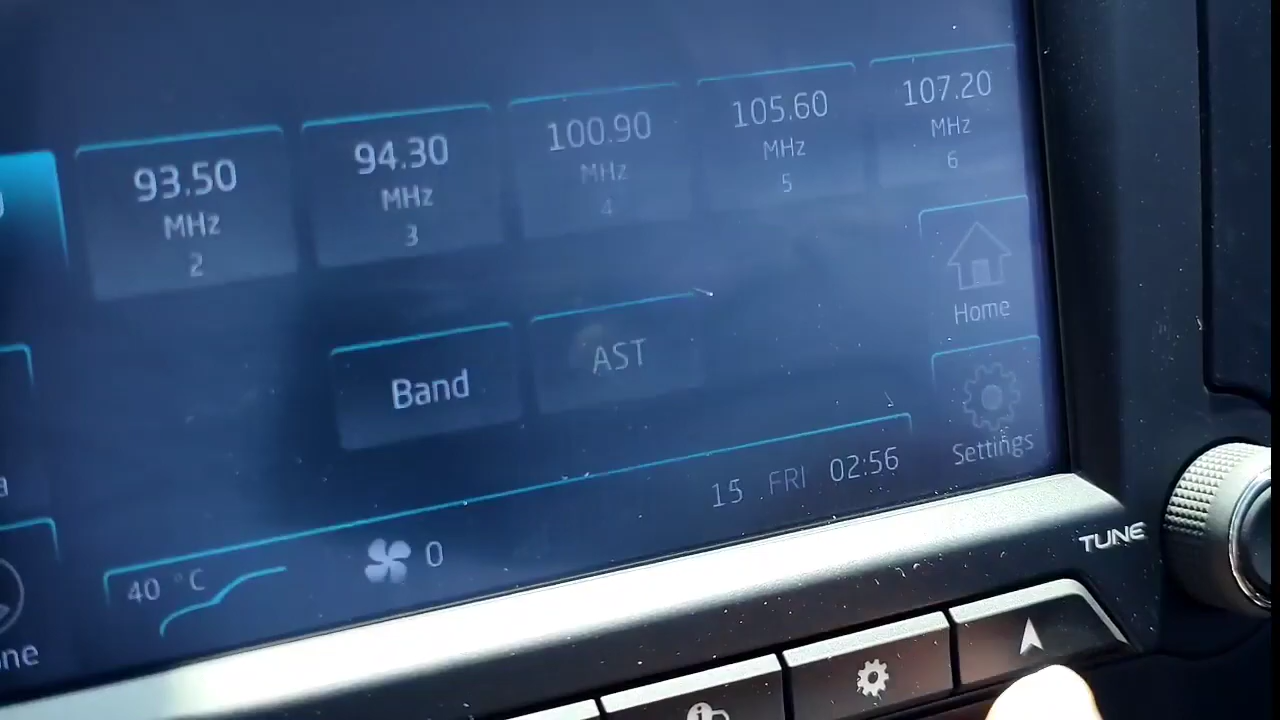 93.50
MHz
2
94.30
MHz
3
100.90
MHz
4
105.60
MHz
5
107.20
MHz
6
Home
Band
AST
Settings
15 FRI 02:56
40 °C
0
TUNE